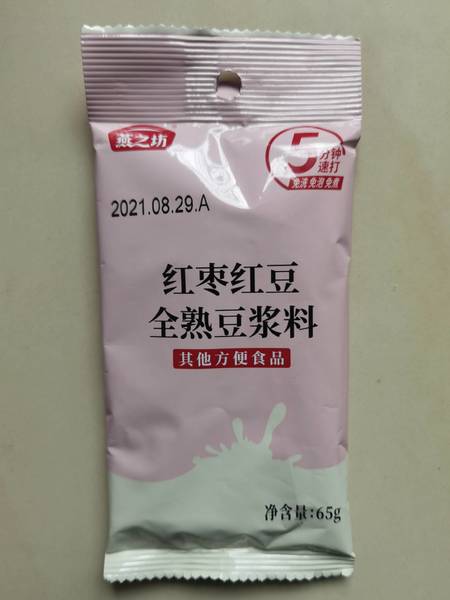 燕之坊
5分钟
速打
免洗 免泡 免煮
2021.08.29.A
红枣红豆
全熟豆浆料
其他方便食品
净含量:65g